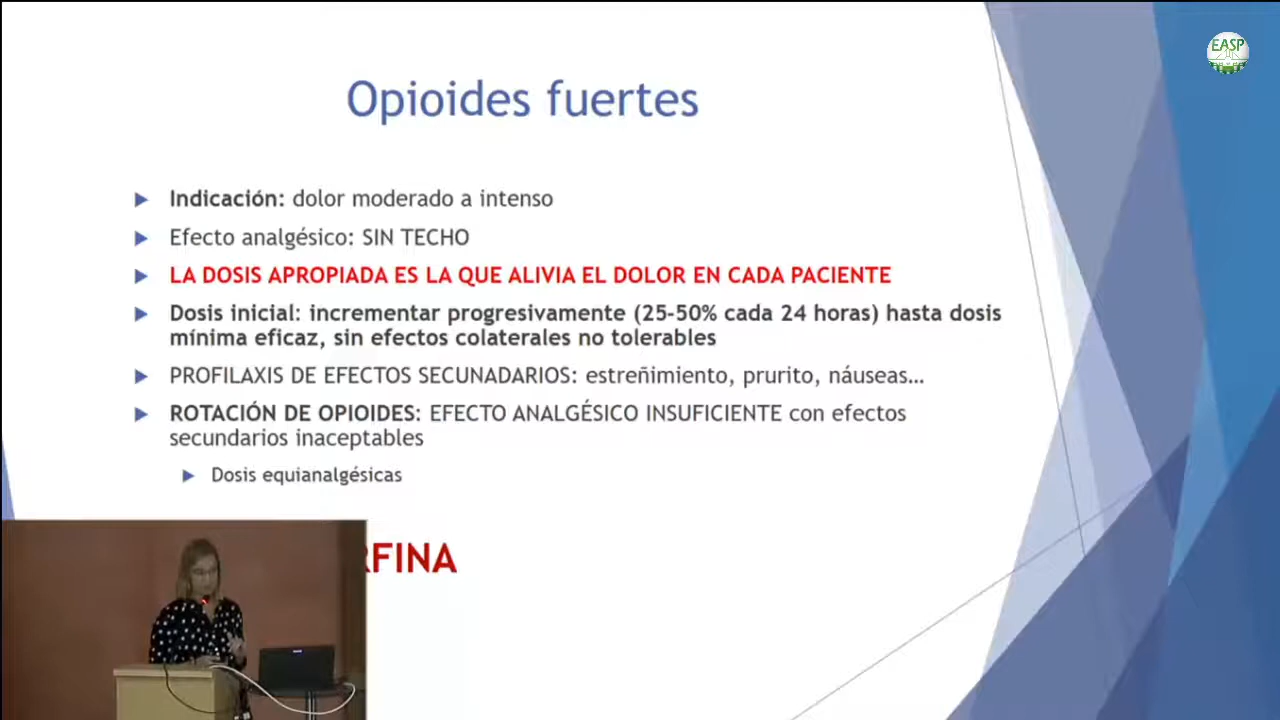 EASP
Opioides fuertes
Indicación: dolor moderado a intenso
Efecto analgésico: SIN TECHO
LA DOSIS APROPIADA ES LA QUE ALIVIA EL DOLOR EN CADA PACIENTE
Dosis inicial: incrementar progresivamente (25-50% cada 24 horas) hasta dosis
mínima eficaz, sin efectos colaterales no tolerables
PROFILAXIS DE EFECTOS SECUNADARIOS: estreñimiento, prurito, náuseas…
ROTACIÓN DE OPIOIDES: EFECTO ANALGÉSICO INSUFICIENTE con efectos
secundarios inaceptables
Dosis equianalgésicas
RFINA